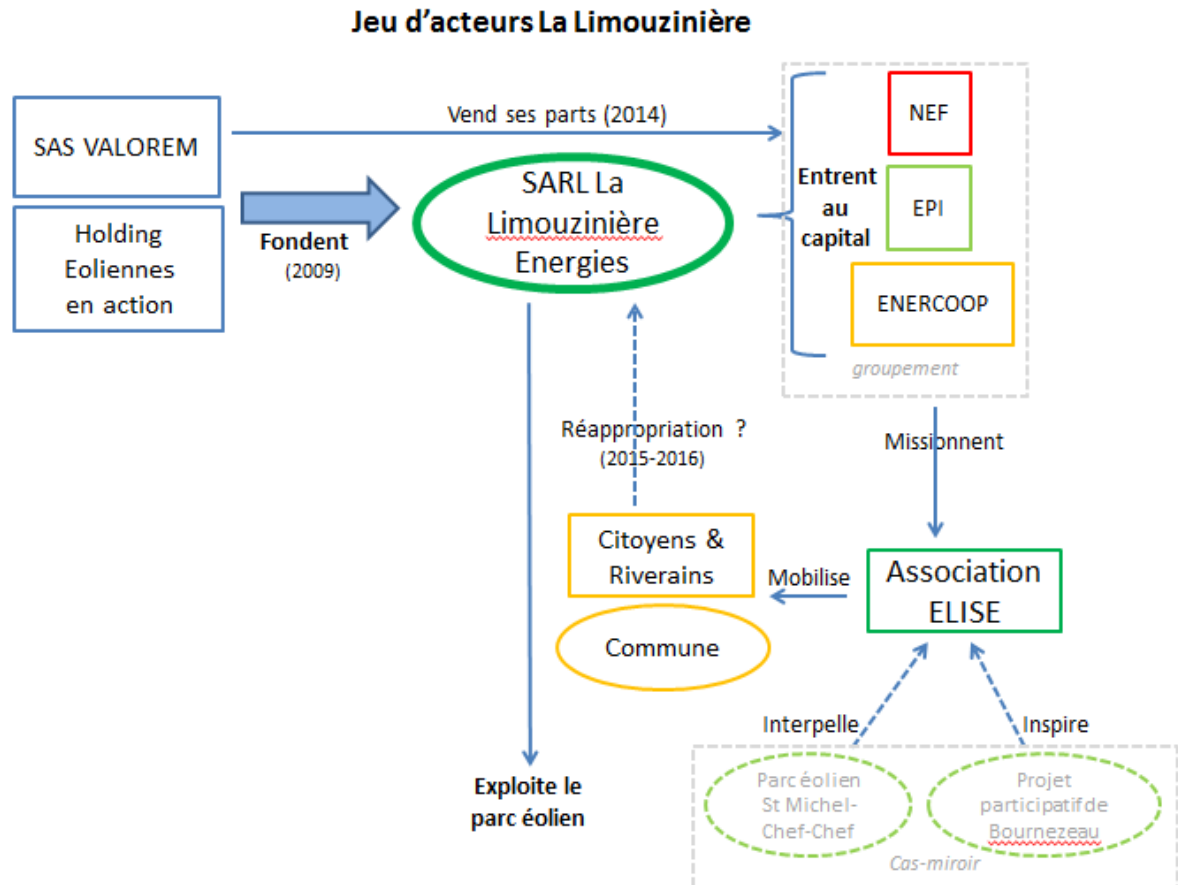 Jeu d’acteurs La Limouzinière
SAS VALOREM
Holding
Eoliennes
en action
Vend ses parts (2014)
Fondent
(2009)
SARL La
Limouzinière
Energies
Entrent
au
capital
NEF
EPI
ENERCOOP
groupement
Réappropriation ?
(2015-2016)
Missionnent
Citoyens &
Riverains
Mobilise
Association
ELISE
Commune
Interpelle
Inspire
Exploite le
parc éolien
Parc éolien
St Michel-
Chef-Chef
Projet
participatif de
Bournezeau
Cas-miroir